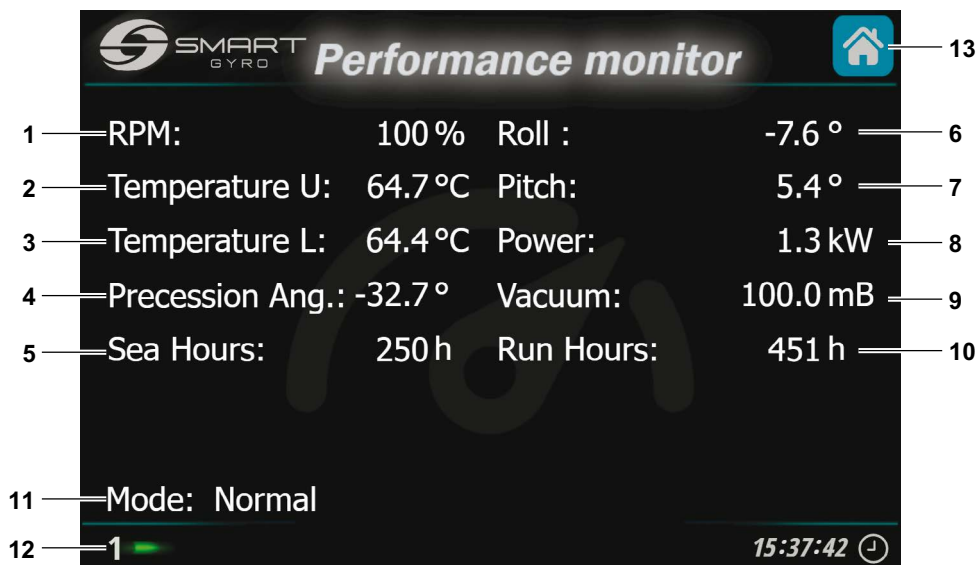 SMART
GYRO
Performance monitor
13
1 RPM: 100 % Roll : -7.6 ° 6
2 Temperature U: 64.7 °C Pitch: 5.4 ° 7
3 Temperature L: 64.4 °C Power: 1.3 kW 8
4 Precession Ang.: -32.7 ° Vacuum: 100.0 mB 9
5 Sea Hours: 250 h Run Hours: 451 h 10
11 Mode: Normal
12 1 15:37:42